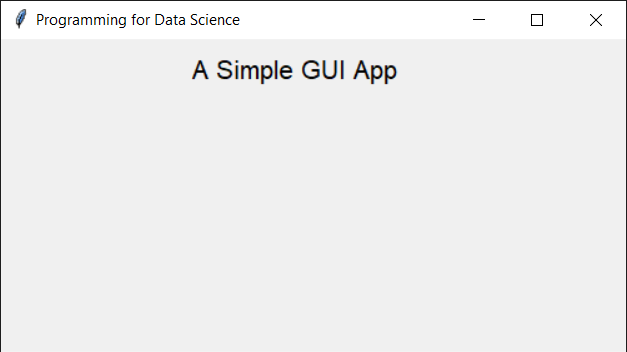 Programming for Data Science
A Simple GUI App